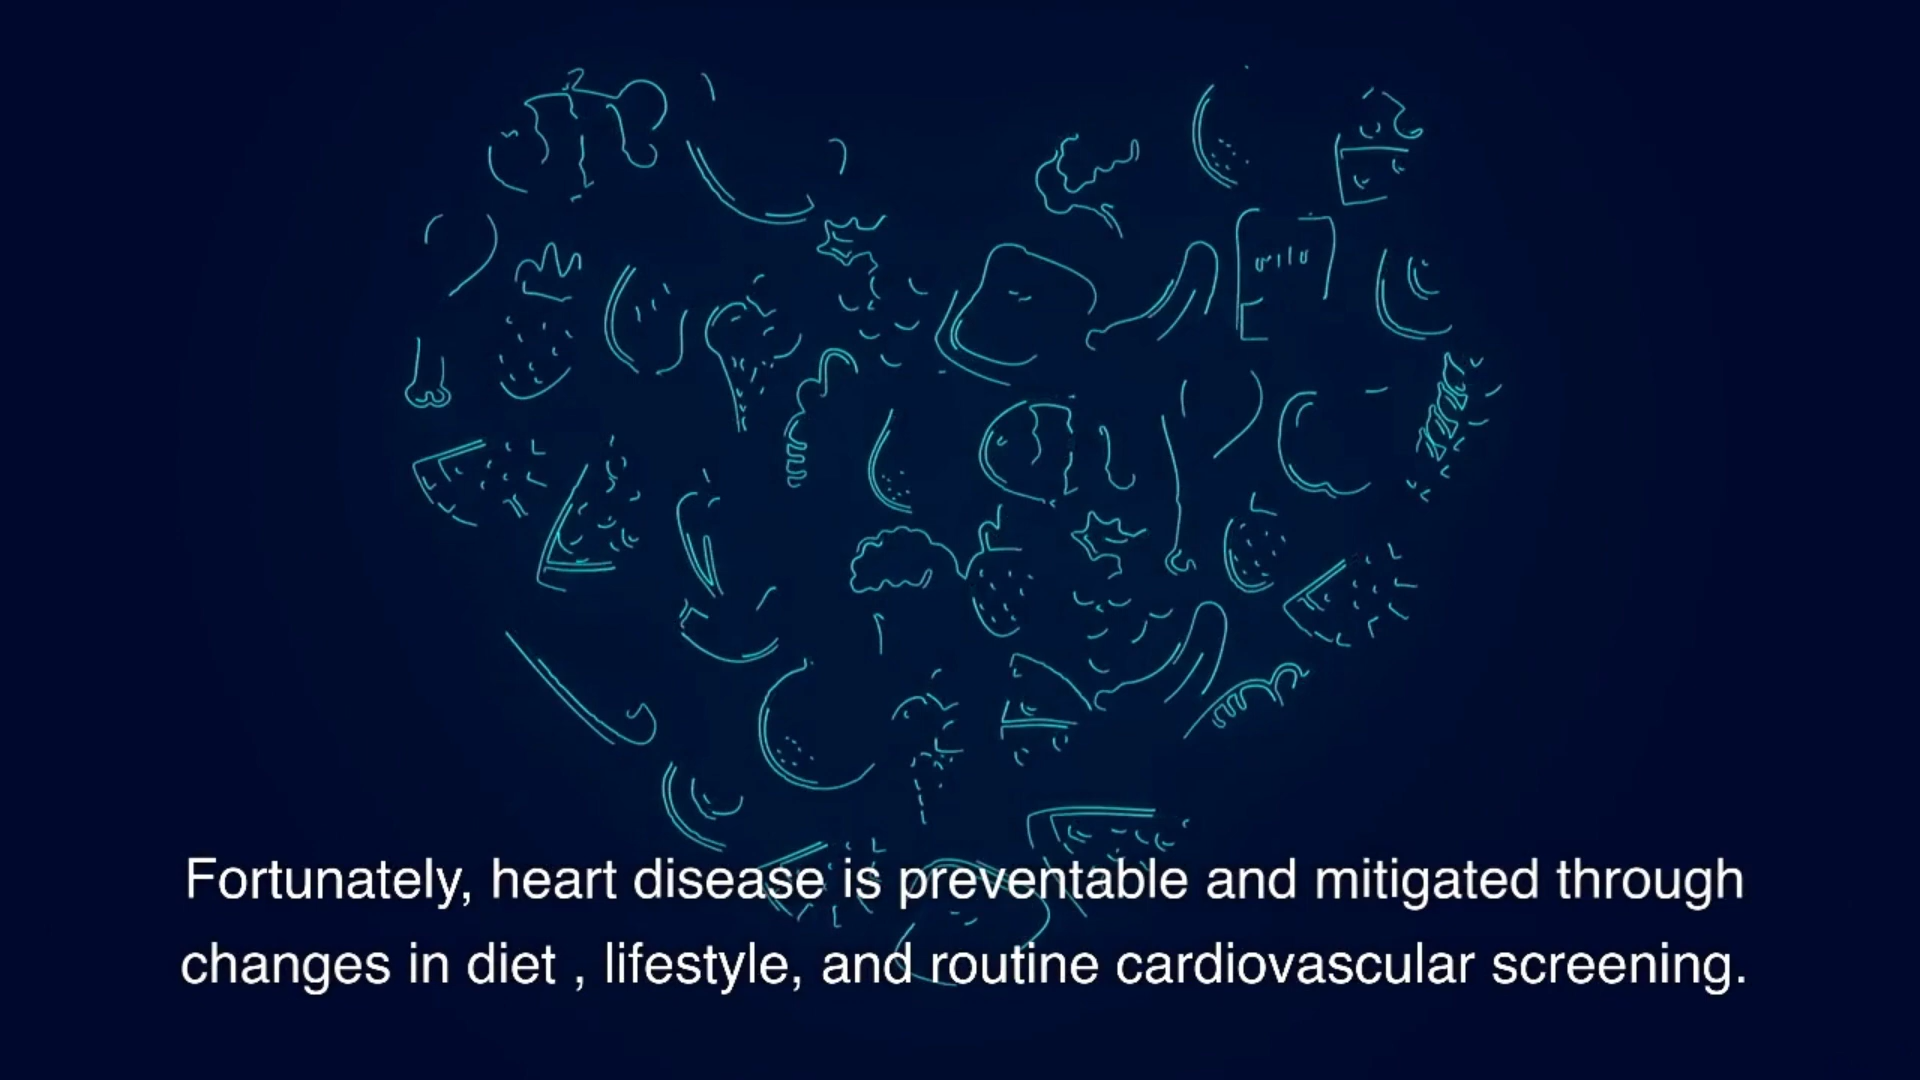 Fortunately, heart disease is preventable and mitigated through
changes in diet , lifestyle, and routine cardiovascular screening.